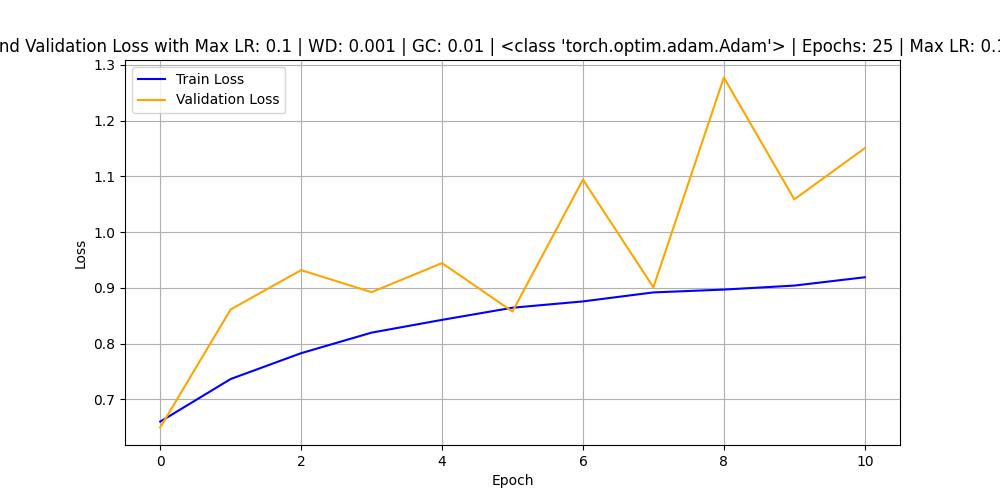 nd Validation Loss with Max LR: 0.1 | WD: 0.001 | GC: 0.01 | <class 'torch.optim.adam.Adam'> | Epochs: 25 | Max LR: 0.1
1.3
Train Loss
Validation Loss
1.2
1.1
1.0
Loss
0.9
0.8
0.7
0 2 4 6 8 10
Epoch